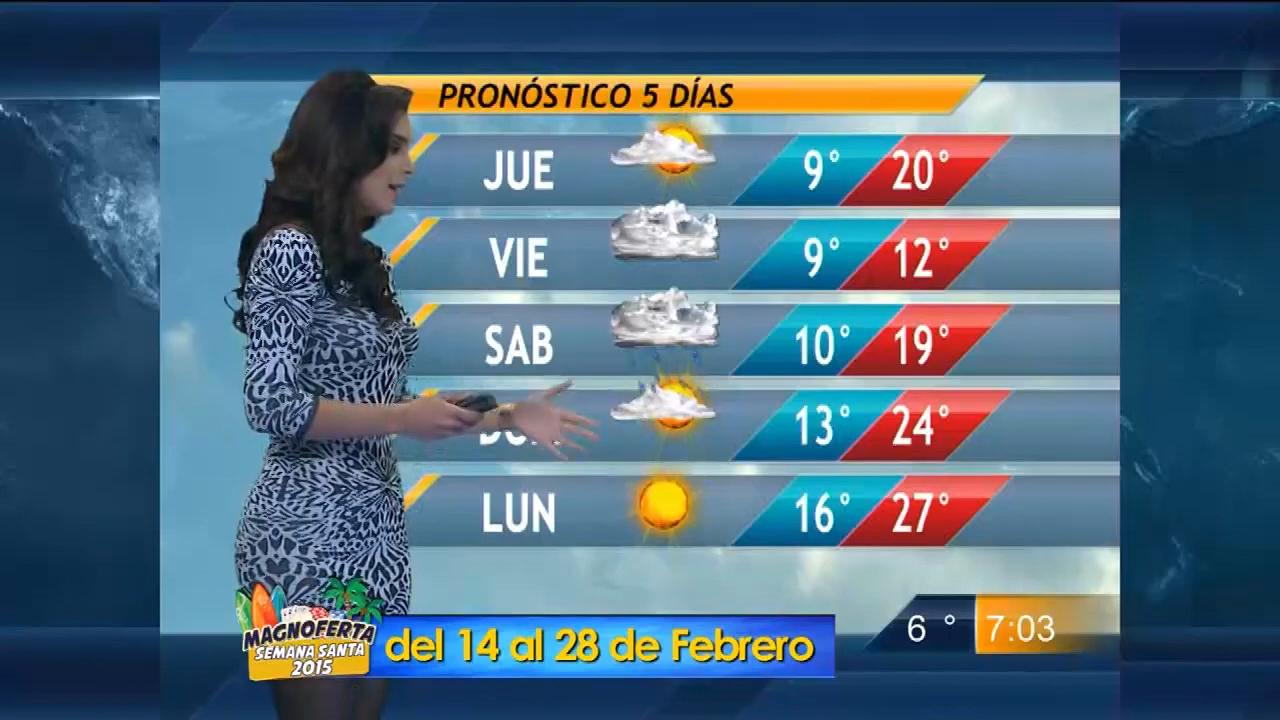 PRONÓSTICO 5 DÍAS
JUE 9° 20°
VIE 9° 12°
SAB 10° 19°
13° 24°
LUN 16° 27°
MAGNOFERTA
SEMANA SANTA
2015
del 14 al 28 de Febrero
6 ° 7:03